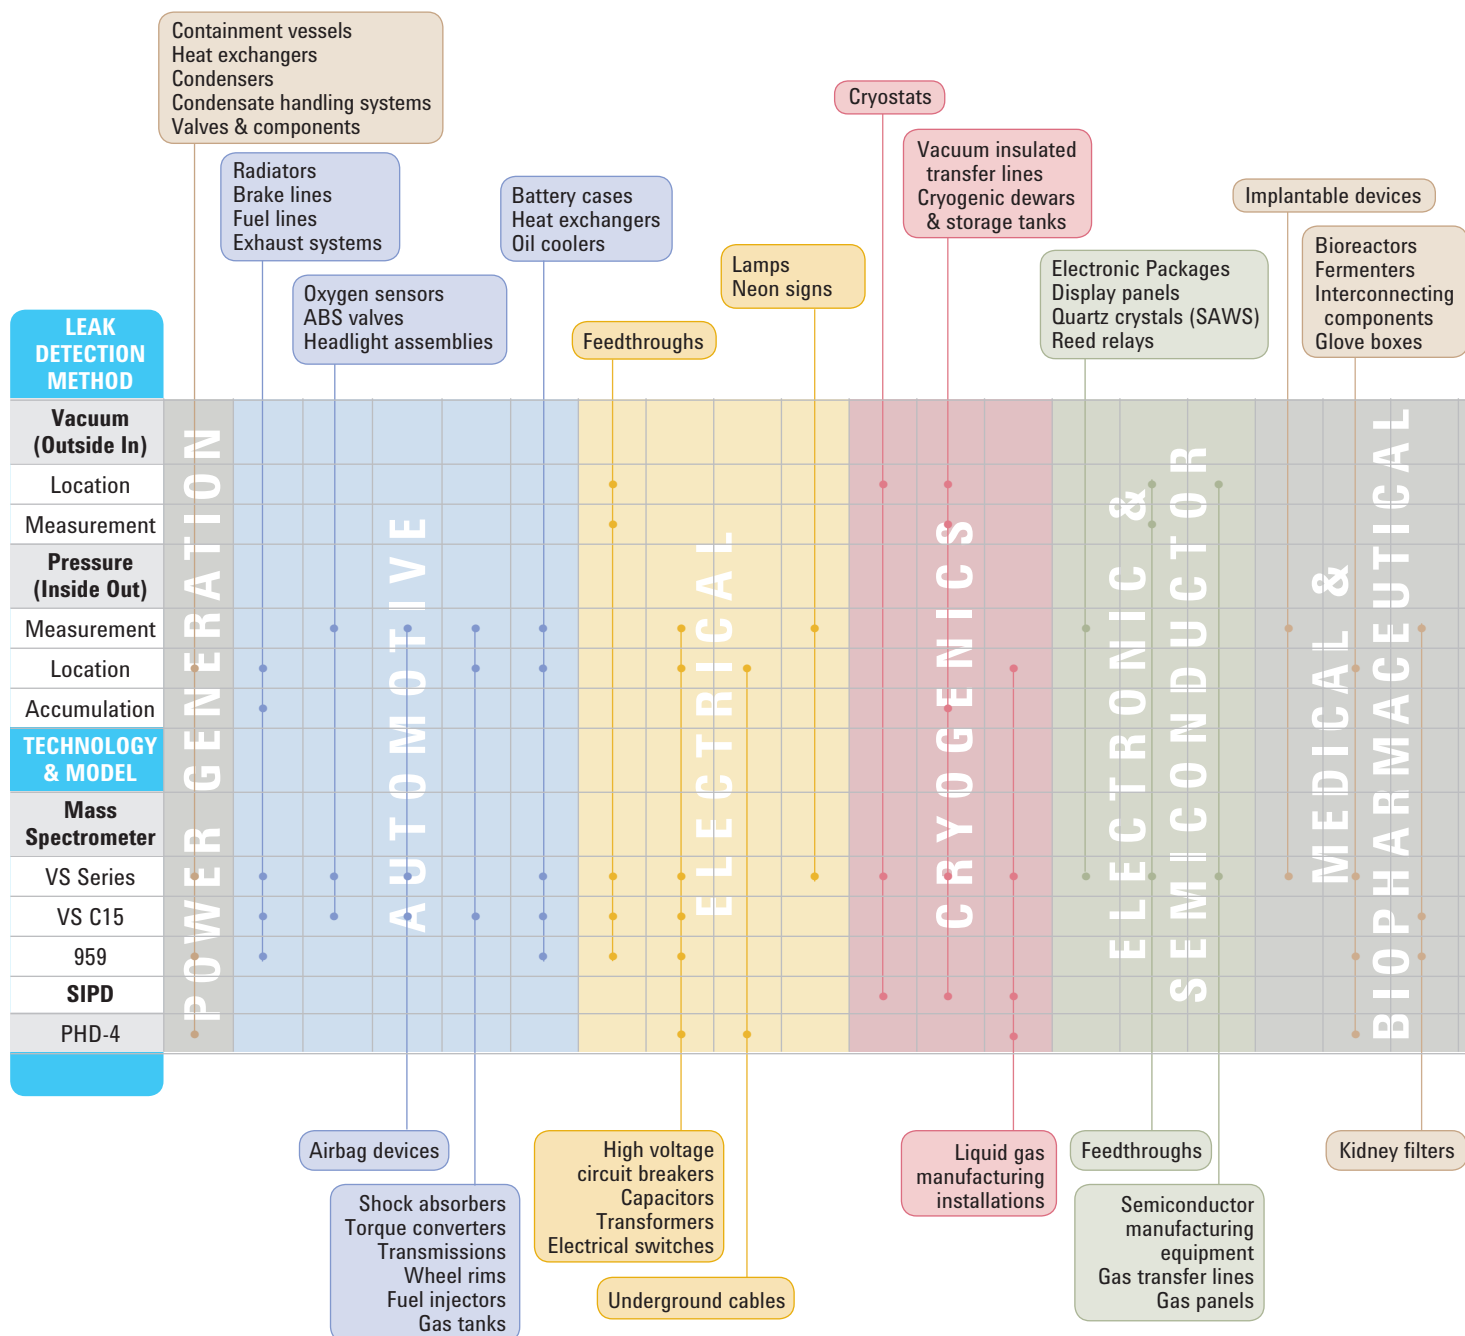 Containment vessels
Heat exchangers
Condensers
Condensate handling systems
Valves & components
Radiators
Brake lines
Fuel lines
Exhaust systems
Oxygen sensors
ABS valves
Headlight assemblies
Battery cases
Heat exchangers
Oil coolers
Feedthroughs
Lamps
Neon signs
Cryostats
Vacuum insulated
transfer lines
Cryogenic dewars
& storage tanks
Electronic Packages
Display panels
Quartz crystals (SAWS)
Reed relays
Implantable devices
Bioreactors
Fermenters
Interconnecting
components
Glove boxes
LEAK
DETECTION
METHOD
Vacuum
(Outside In)
Location
Measurement
Pressure
(Inside Out)
Measurement
Location
Accumulation
TECHNOLOGY
& MODEL
Mass
Spectrometer
VS Series
VS C15
959
SIPD
PHD-4
POWER GENERATION
AUTOMOTIVE
ELECTRICAL
CRYOGENICS
ELECTRONIC &
SEMICONDUCTOR
MEDICAL &
BIOPHARMACEUTICAL
Airbag devices
Shock absorbers
Torque converters
Transmissions
Wheel rims
Fuel injectors
Gas tanks
High voltage
circuit breakers
Capacitors
Transformers
Electrical switches
Underground cables
Liquid gas
manufacturing
installations
Feedthroughs
Semiconductor
manufacturing
equipment
Gas transfer lines
Gas panels
Kidney filters